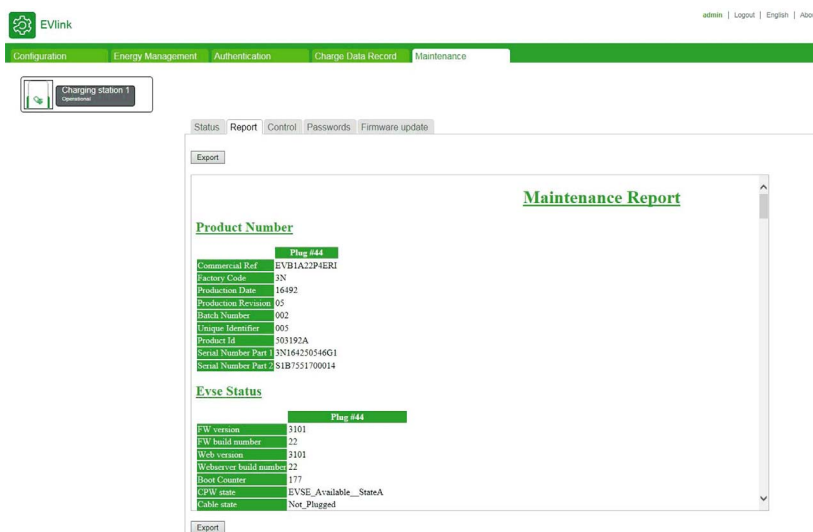 admin | Logout | English |
EVlink
Configuration Energy Management Authentication Charge Data Record Maintenance
Charging station 1
Operational
Status Report Control Passwords Firmware update
Export
Maintenance Report
Product Number
Plug #44
Commercial Ref EVB1A22P4ERI
Factory Code 3N
Production Date 16492
Production Revision 05
Batch Number 002
Unique Identifier 005
Product Id 503192A
Serial Number Part 1 3N164250546G1
Serial Number Part 2 S1B7551700014
Evse Status
Plug #44
FW version 3101
FW build number 22
Web version 3101
Webserver build number 22
Boot Counter 177
CPW state EVSE_Available__StateA
Cable state Not_Plugged
Export